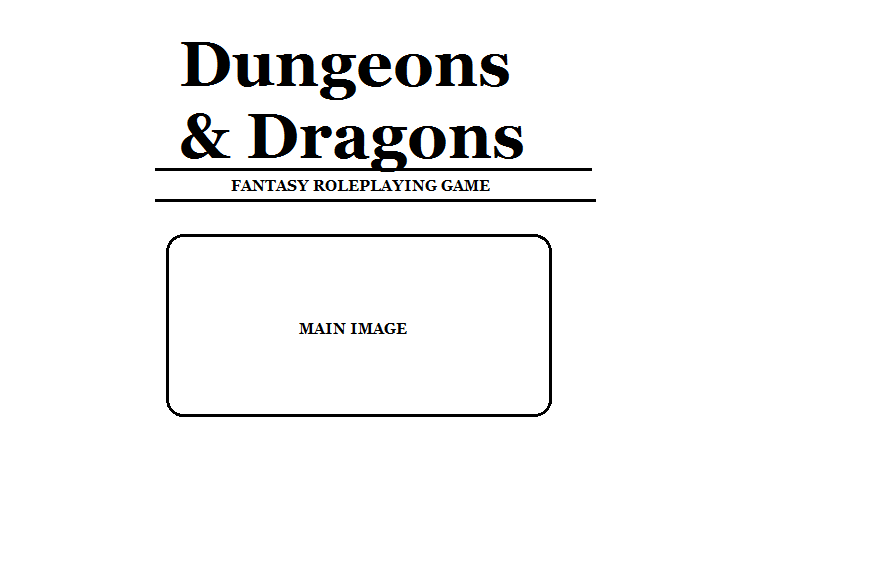 Dungeons
& Dragons
FANTASY ROLEPLAYING GAME
MAIN IMAGE